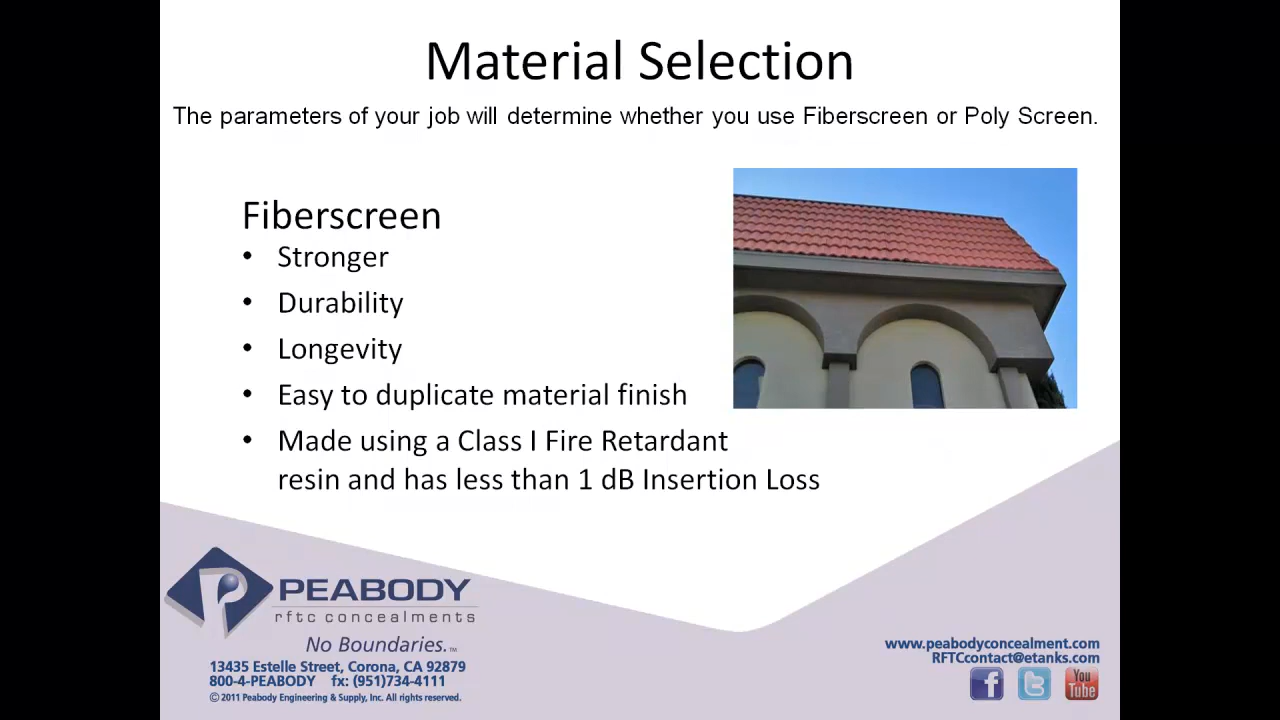 Material Selection
The parameters of your job will determine whether you use Fiberscreen or Poly Screen.
Fiberscreen
• Stronger
• Durability
• Longevity
• Easy to duplicate material finish
• Made using a Class I Fire Retardant
resin and has less than 1 dB Insertion Loss
PEABODY
rftc concealments
No Boundaries.™
13435 Estelle Street, Corona, CA 92879
800-4-PEABODY fx: (951)734-4111
© 2011 Peabody Engineering & Supply, Inc. All rights reserved.
www.peabodyconcealment.com
RFTCcontact@etanks.com
f t You
Tube